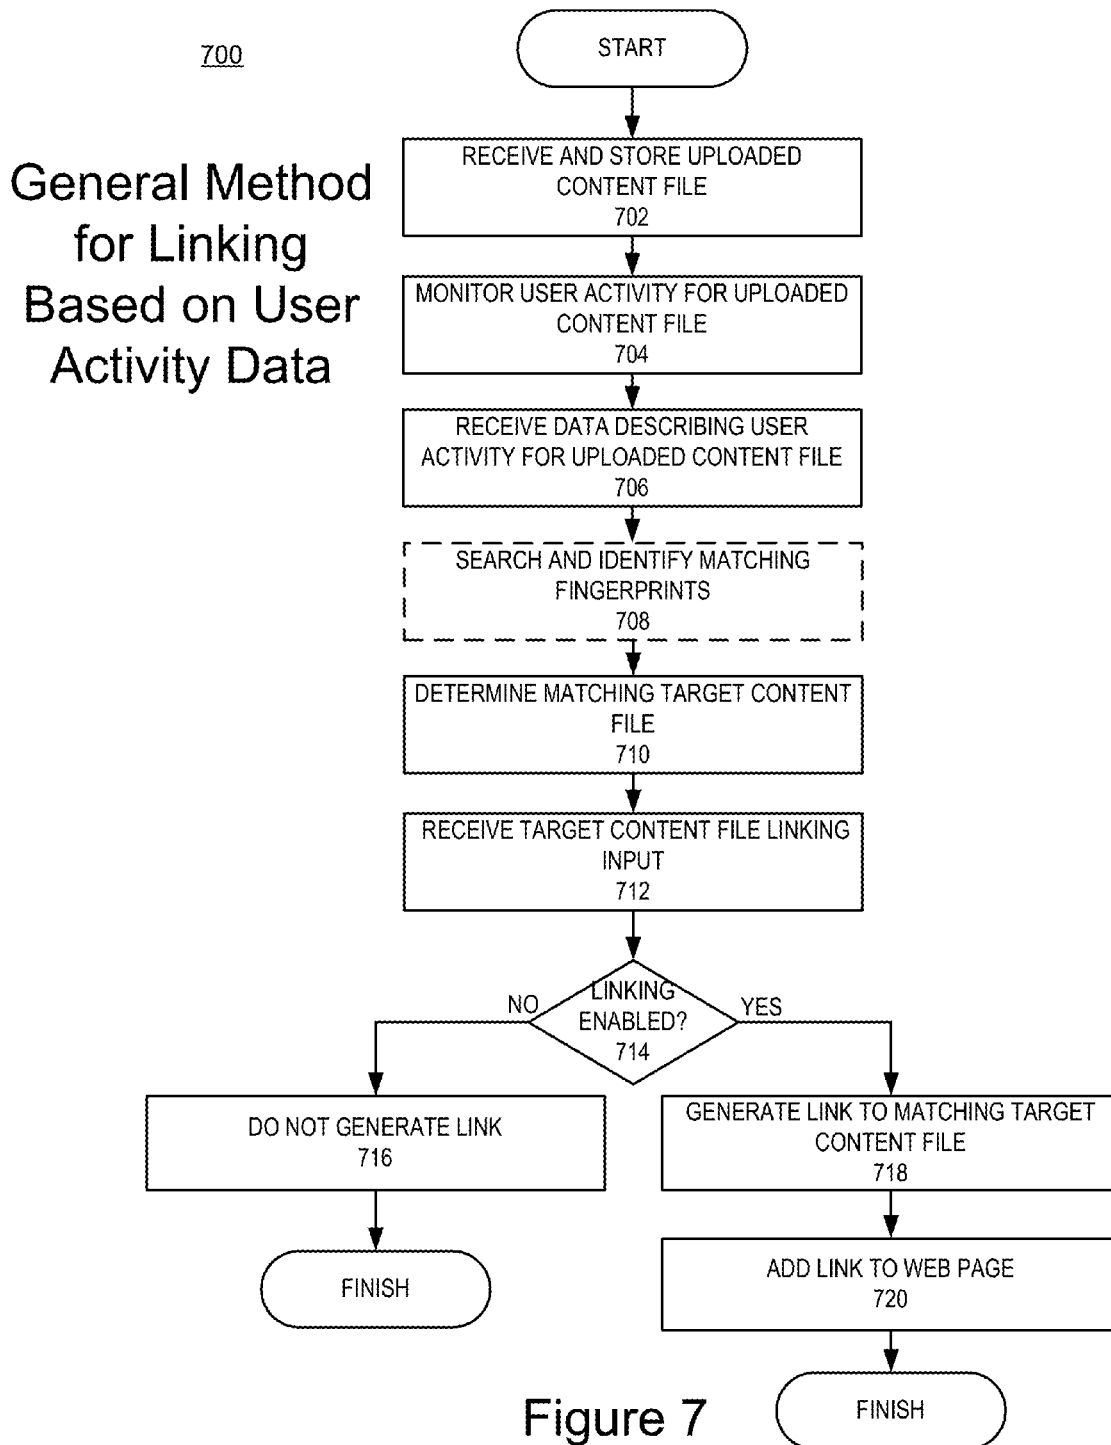 700
General Method
for Linking
Based on User
Activity Data
START
RECEIVE AND STORE UPLOADED
CONTENT FILE
702
MONITOR USER ACTIVITY FOR UPLOADED
CONTENT FILE
704
RECEIVE DATA DESCRIBING USER
ACTIVITY FOR UPLOADED CONTENT FILE
706
SEARCH AND IDENTIFY MATCHING
FINGERPRINTS
708
DETERMINE MATCHING TARGET CONTENT
FILE
710
RECEIVE TARGET CONTENT FILE LINKING
INPUT
712
LINKING
ENABLED?
714
NO
YES
DO NOT GENERATE LINK
716
FINISH
GENERATE LINK TO MATCHING TARGET
CONTENT FILE
718
ADD LINK TO WEB PAGE
720
FINISH
Figure 7